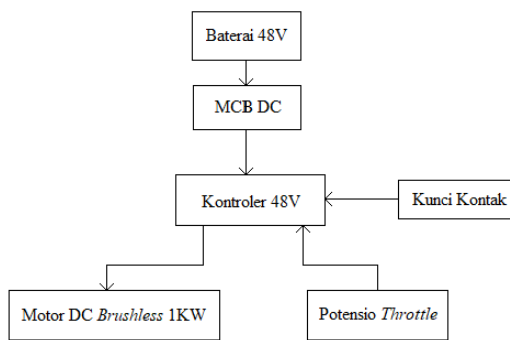 Baterai 48V
MCB DC
Kontroler 48V
Kunci Kontak
Motor DC Brushless 1KW
Potensio Throttle